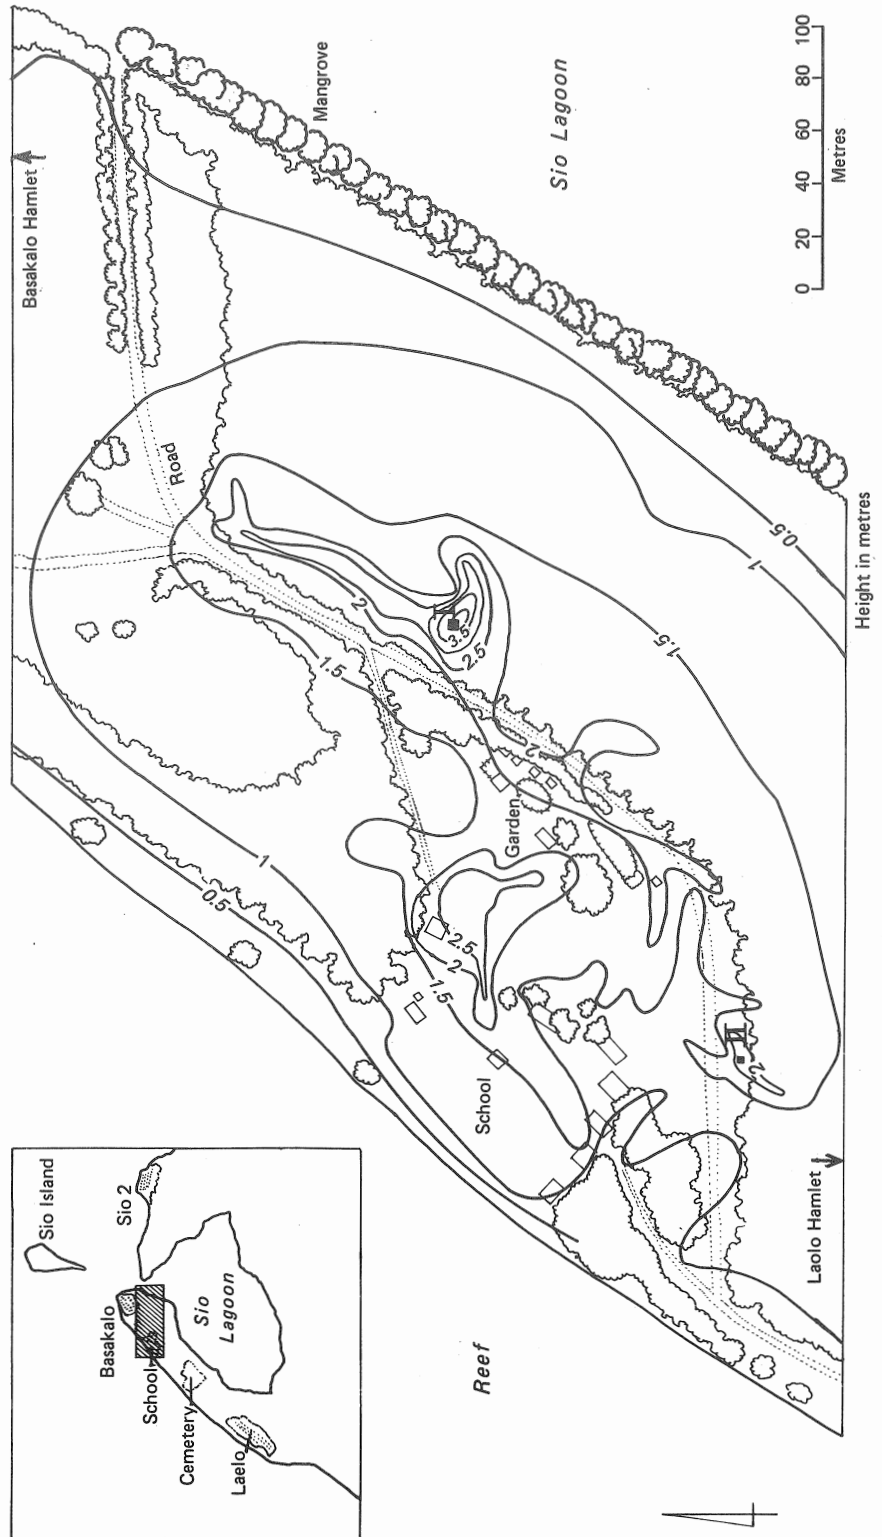 Sio Island
Basakalo
Sio 2
School
Cemetery
Sio
Lagoon
Laelo
Basakalo Hamlet
Road
Mangrove
0.5
1
1.5
2
I
3.5
2.5
1.5
2
2.5
2
School
Garden
Reef
Sio Lagoon
1.5
II
2
1
0.5
Laolo Hamlet
0 20 40 60 80 100
Metres
Height in metres